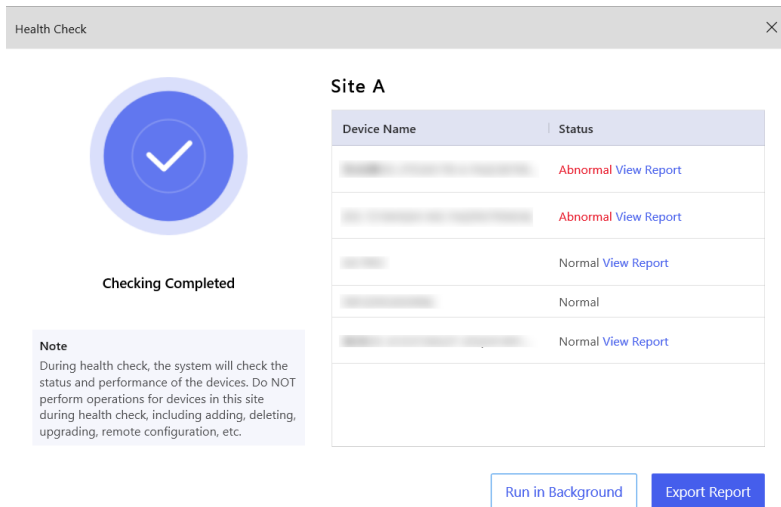 Health Check
Site A
Device Name
Status
Abnormal View Report
Abnormal View Report
Normal View Report
Normal
Normal View Report
Checking Completed
Note
During health check, the system will check the
status and performance of the devices. Do NOT
perform operations for devices in this site
during health check, including adding, deleting,
upgrading, remote configuration, etc.
Run in Background
Export Report